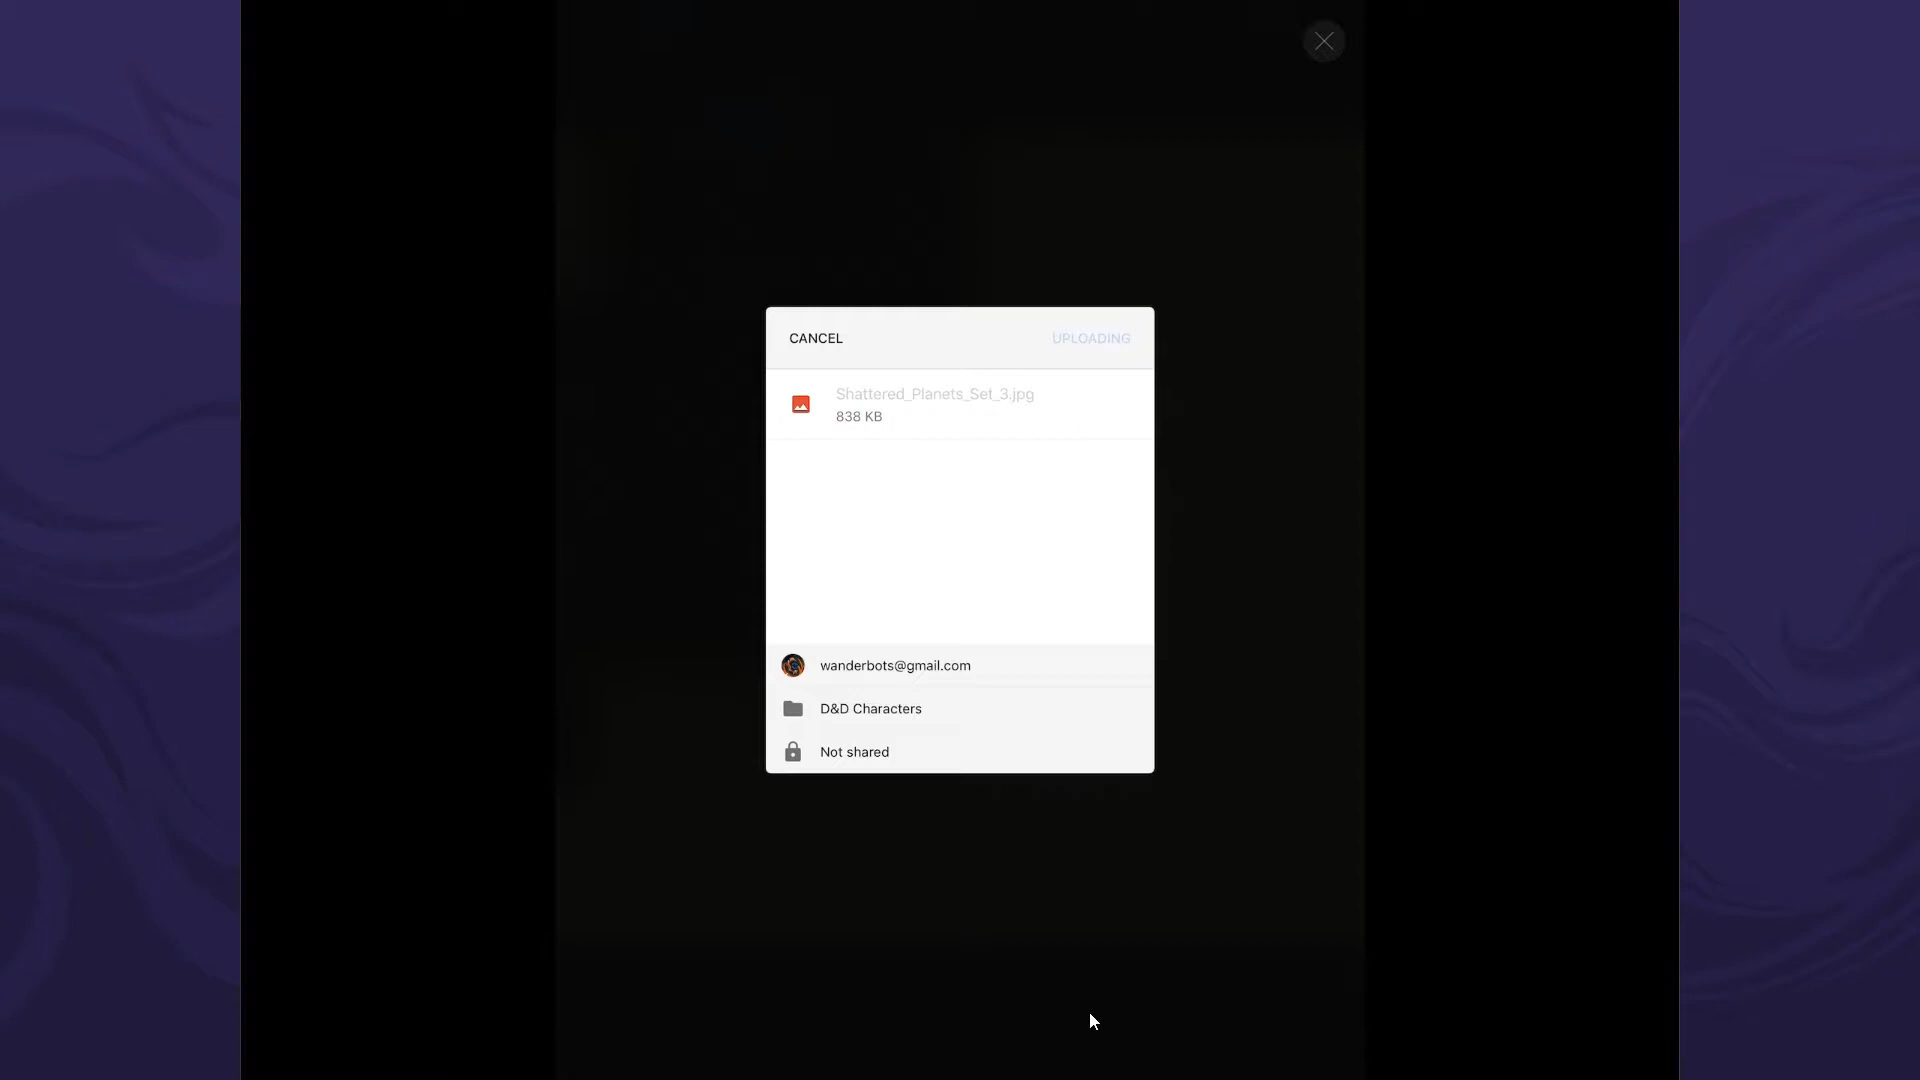 CANCEL
UPLOADING
Shattered_Planets_Set_3.jpg
838 KB
wanderbots@gmail.com
D&D Characters
Not shared